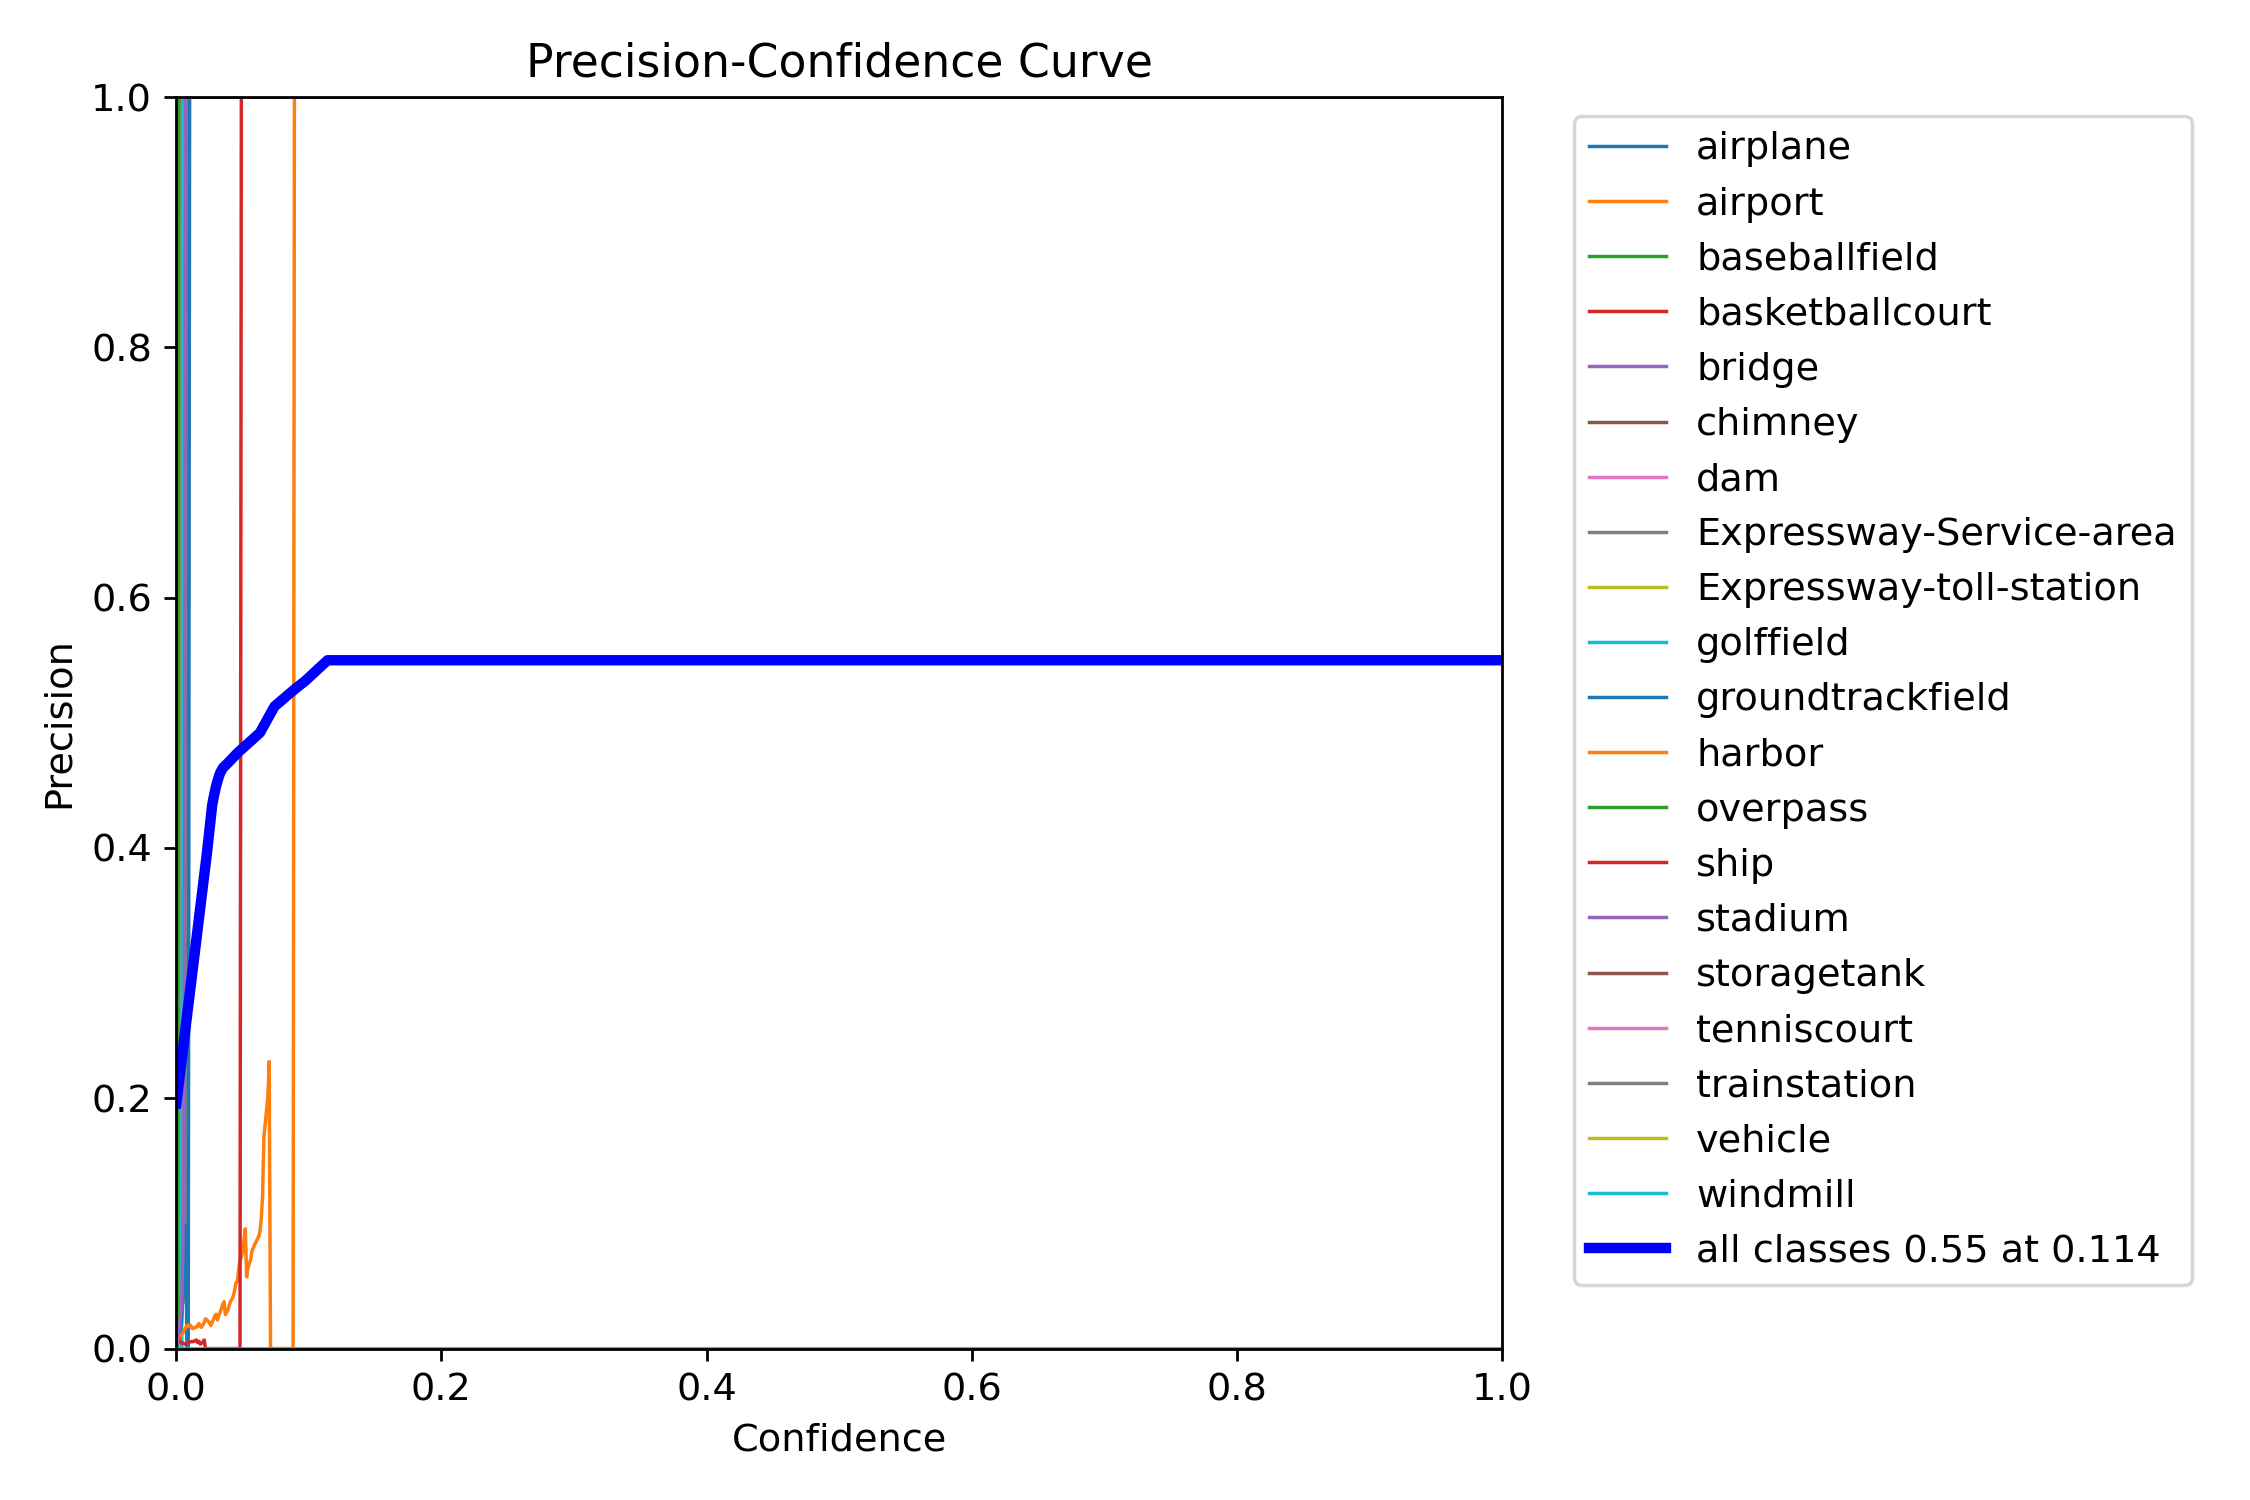 Precision-Confidence Curve
1.0
0.8
0.6
0.4
0.2
0.0
Precision
0.0 0.2 0.4 0.6 0.8 1.0
Confidence
airplane
airport
baseballfield
basketballcourt
bridge
chimney
dam
Expressway-Service-area
Expressway-toll-station
golffield
groundtrackfield
harbor
overpass
ship
stadium
storagetank
tenniscourt
trainstation
vehicle
windmill
all classes 0.55 at 0.114